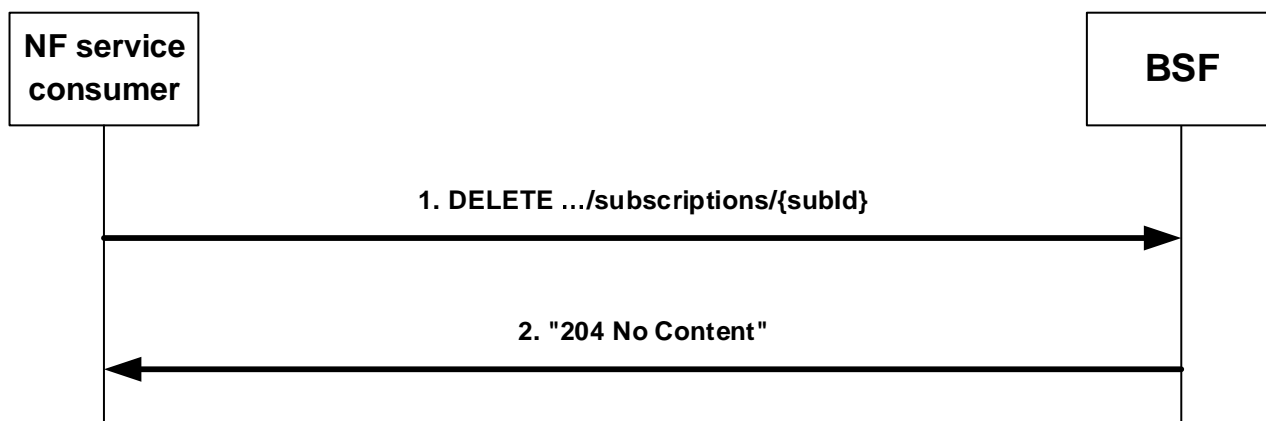 NF service
consumer
BSF
1. DELETE …/subscriptions/{subId}
2. "204 No Content"